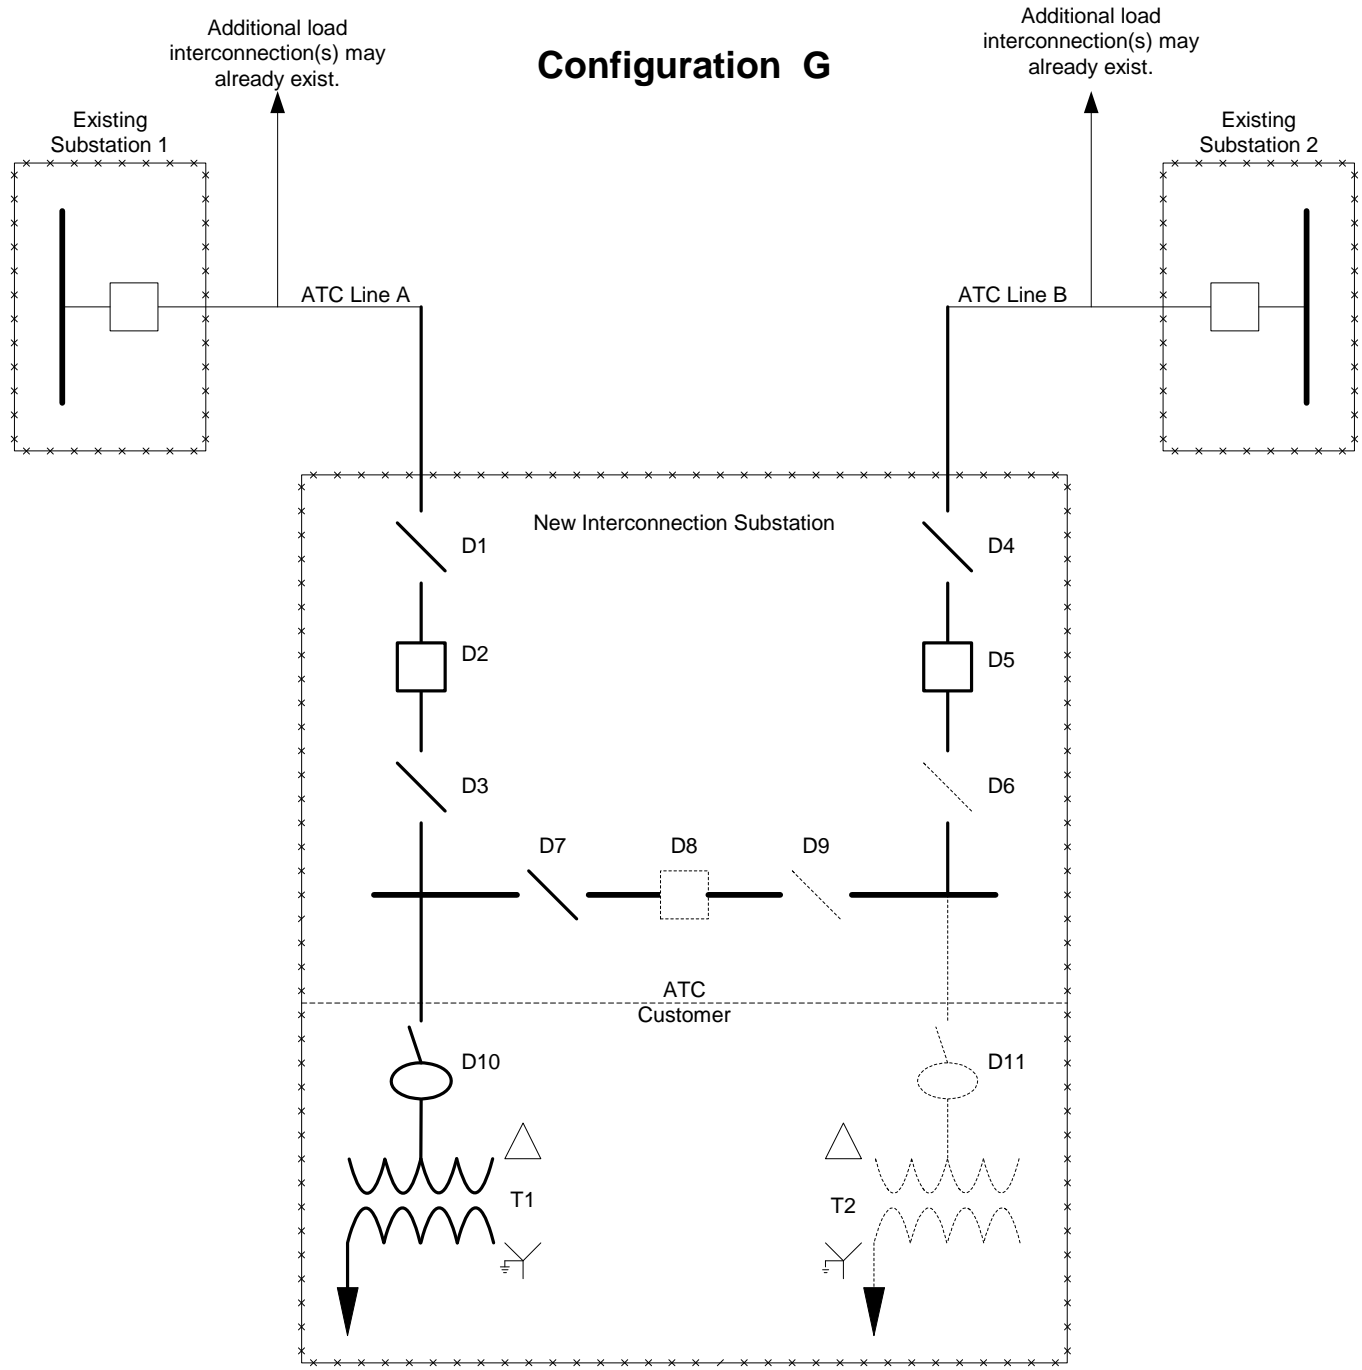 Configuration G
Additional load
interconnection(s) may
already exist.
Additional load
interconnection(s) may
already exist.
Existing
Substation 1
Existing
Substation 2
ATC Line A
ATC Line B
New Interconnection Substation
D1
D4
D2
D5
D3
D6
D7
D8
D9
ATC
Customer
D10
D11
T1
T2